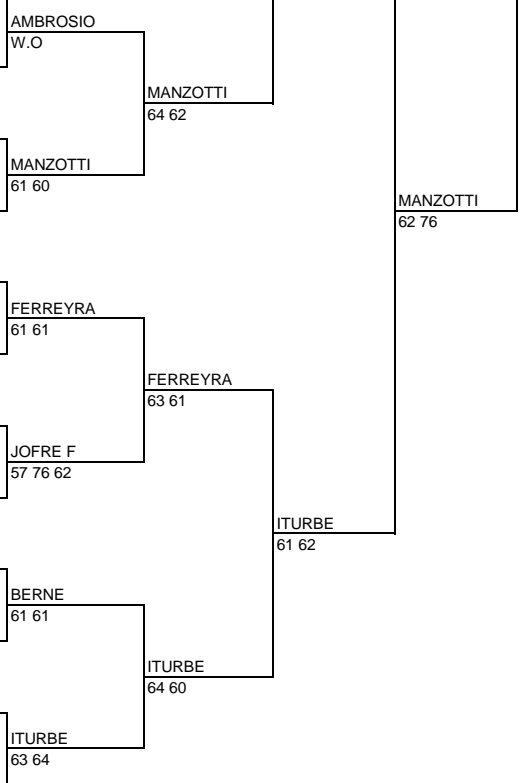 AMBROSIO
W.O
MANZOTTI
64 62
MANZOTTI
61 60
MANZOTTI
62 76
FERREYRA
61 61
FERREYRA
63 61
JOFRE F
57 76 62
ITURBE
61 62
BERNE
61 61
ITURBE
64 60
ITURBE
63 64